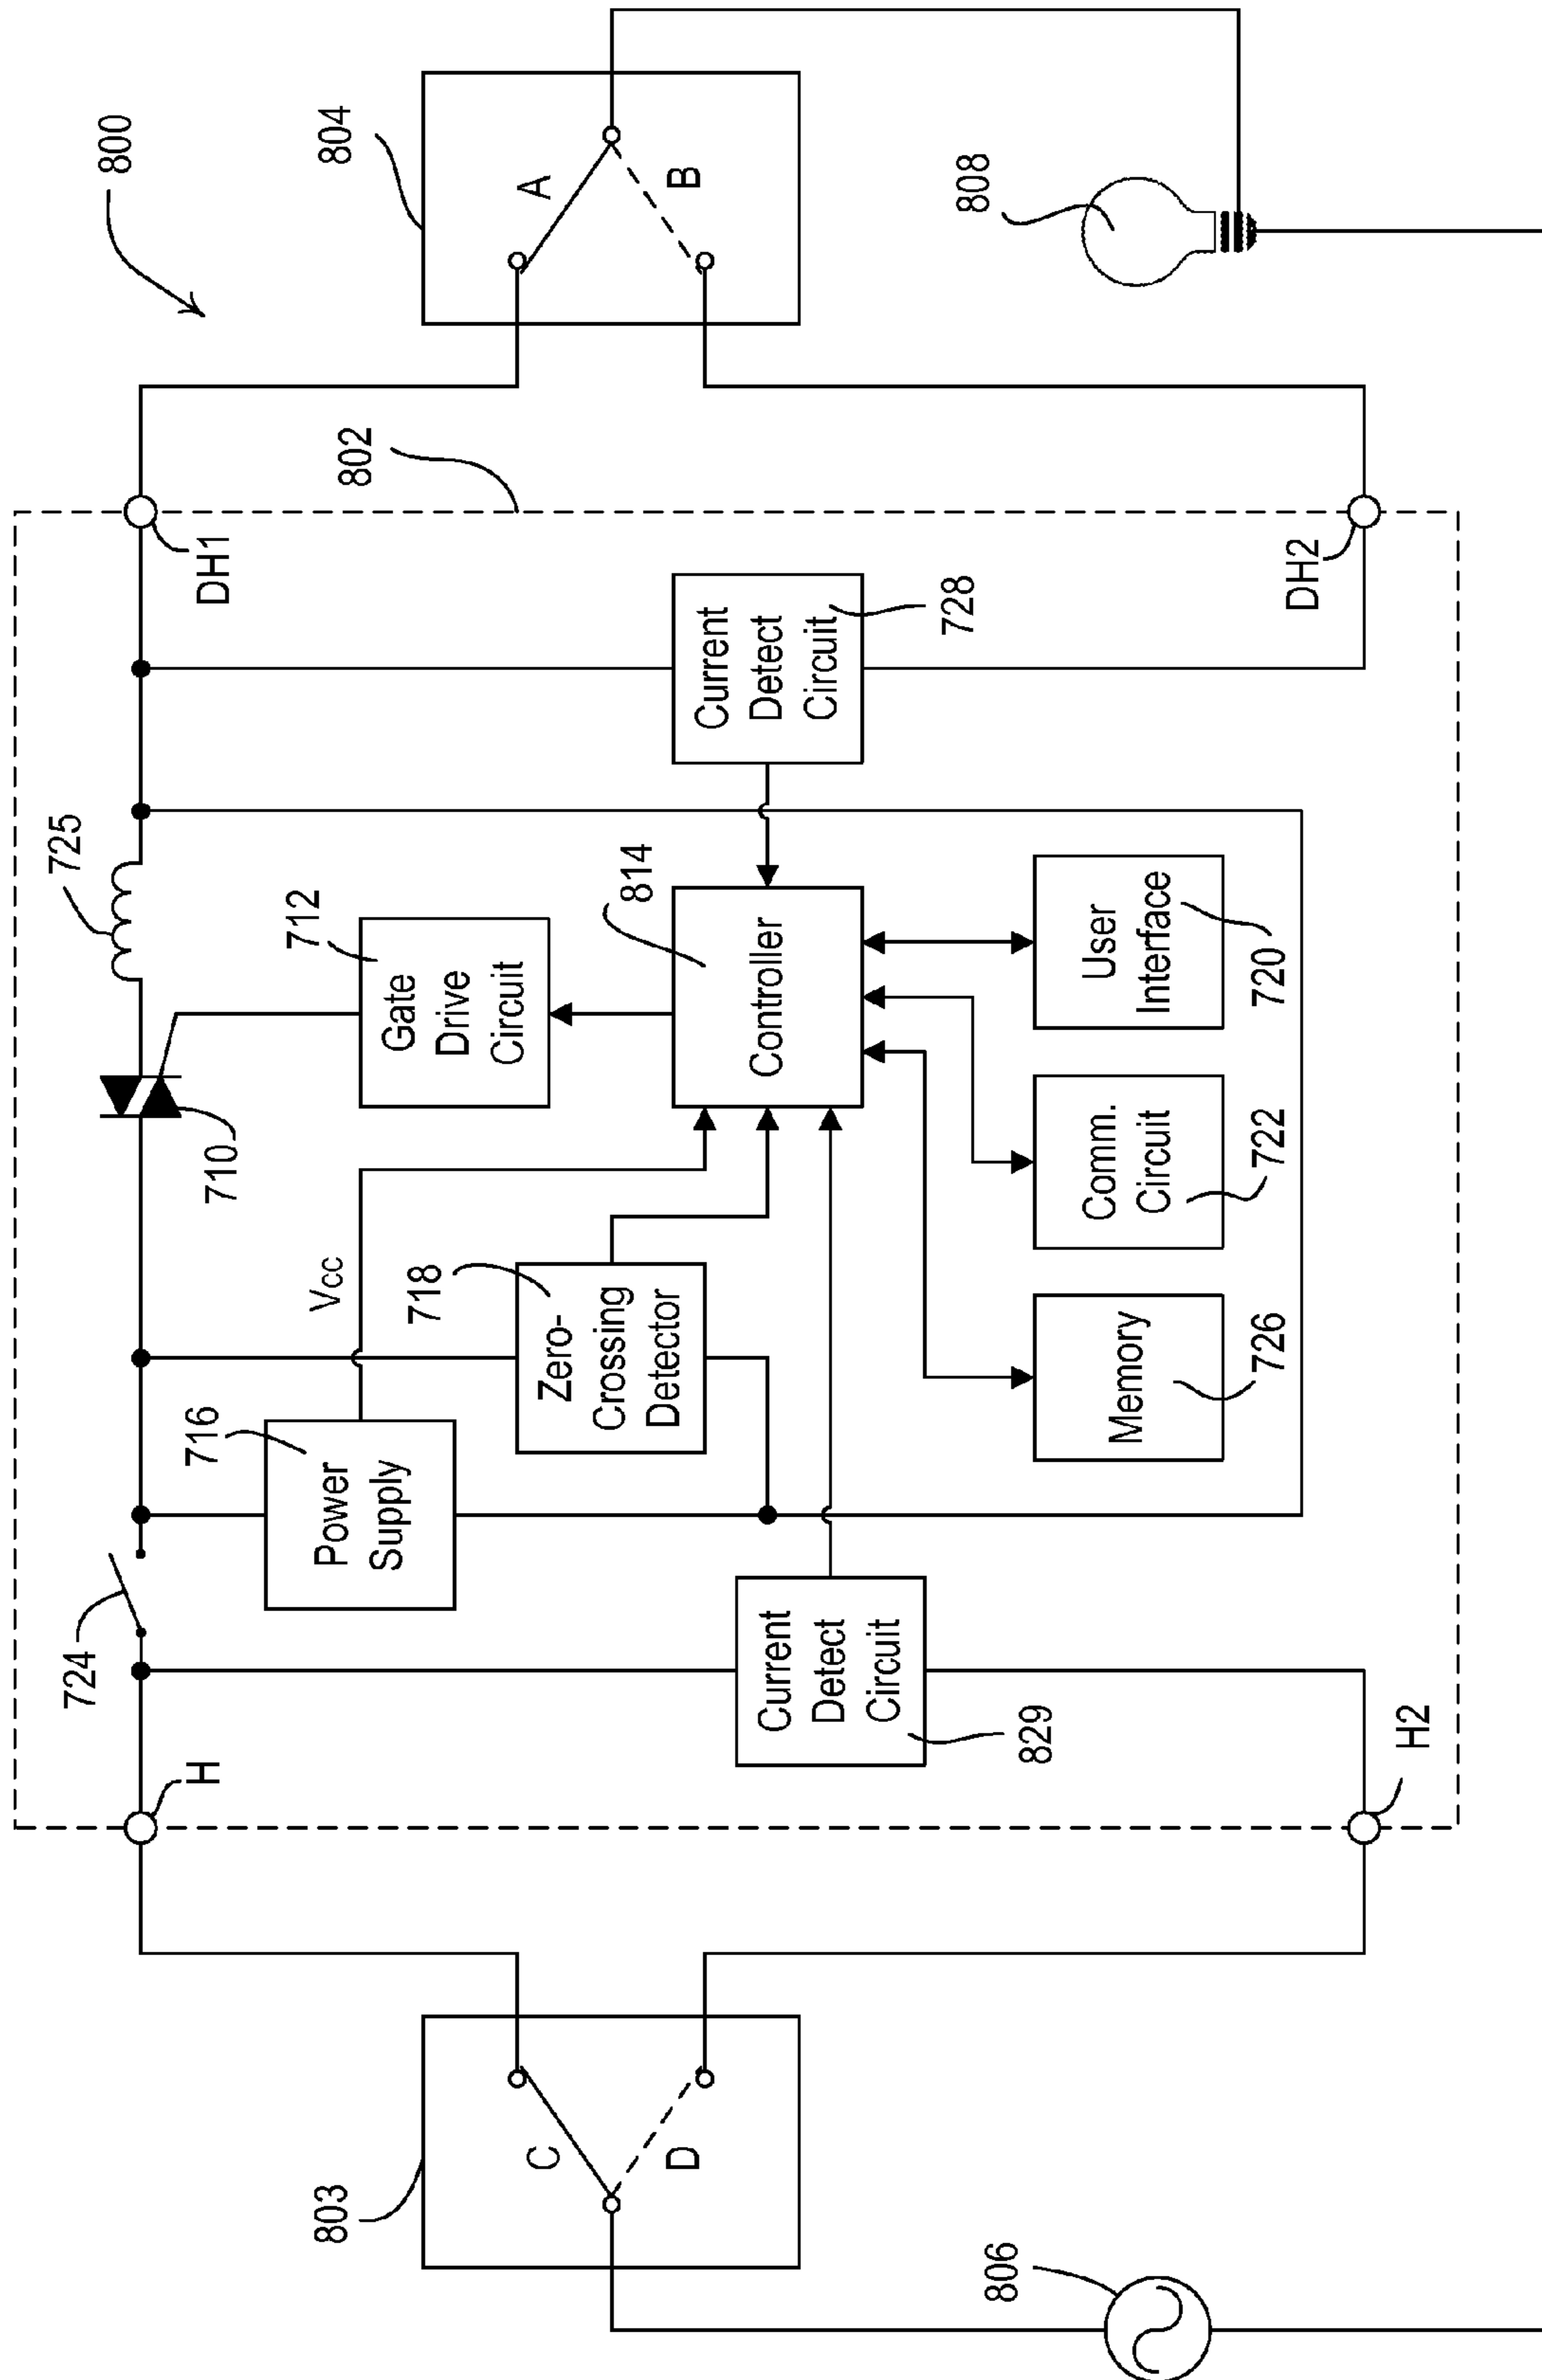 800
804
A
B
808
802
DH1
DH2
725
Current
Detect
Circuit
728
712
Gate
Drive
Circuit
814
Controller
User
Interface
720
710
Comm.
Circuit
722
Vcc
718
Zero-
Crossing
Detector
Memory
726
716
Power
Supply
724
Current
Detect
Circuit
829
H
H2
803
C
D
806